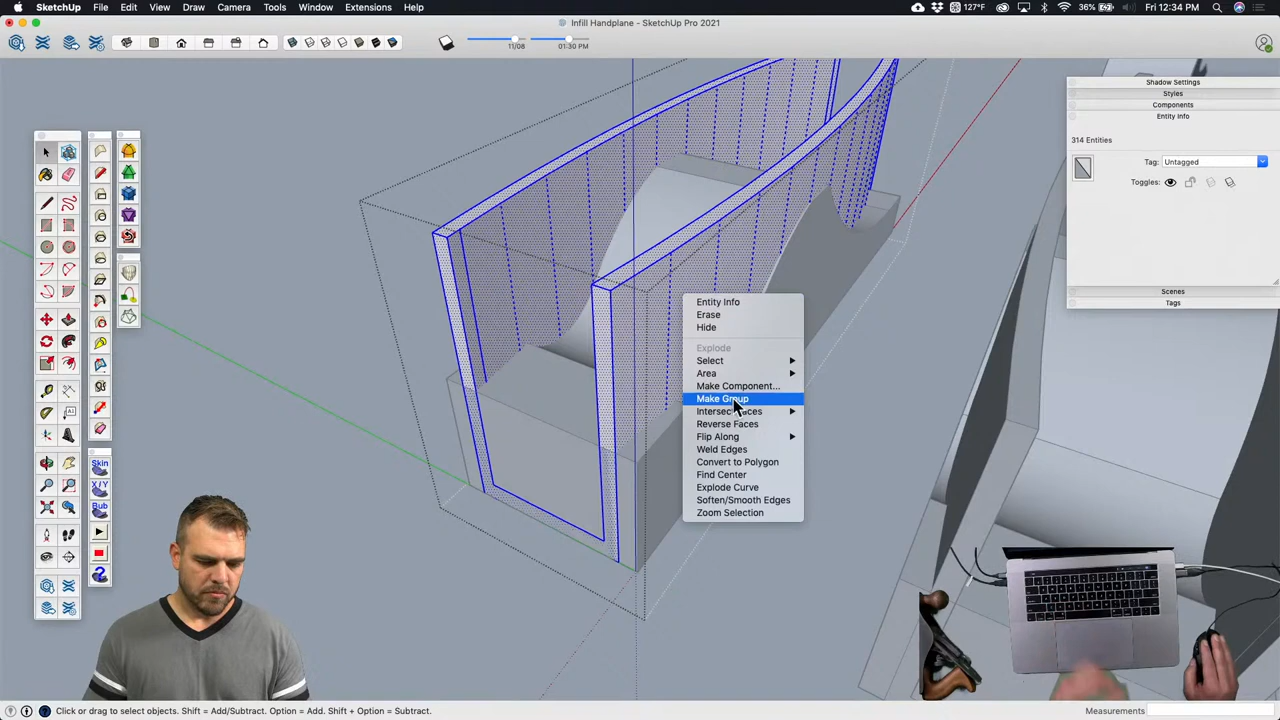 SketchUp File Edit View Draw Camera Tools Window Extensions Help
127°F 36% Fri 12:34 PM
Infill Handplane - SketchUp Pro 2021
11/08 01:30 PM
Shadow Settings
Styles
Components
Entity Info
314 Entities
Tag: Untagged
Toggles:
Scenes
Tags
Entity Info
Erase
Hide
Explode
Select
Area
Make Component...
Make Group
Intersect Faces
Reverse Faces
Flip Along
Weld Edges
Convert to Polygon
Find Center
Explode Curve
Soften/Smooth Edges
Zoom Selection
Skin
X/Y
Bub
Click or drag to select objects. Shift = Add/Subtract. Option = Add. Shift + Option = Subtract.
Measurements